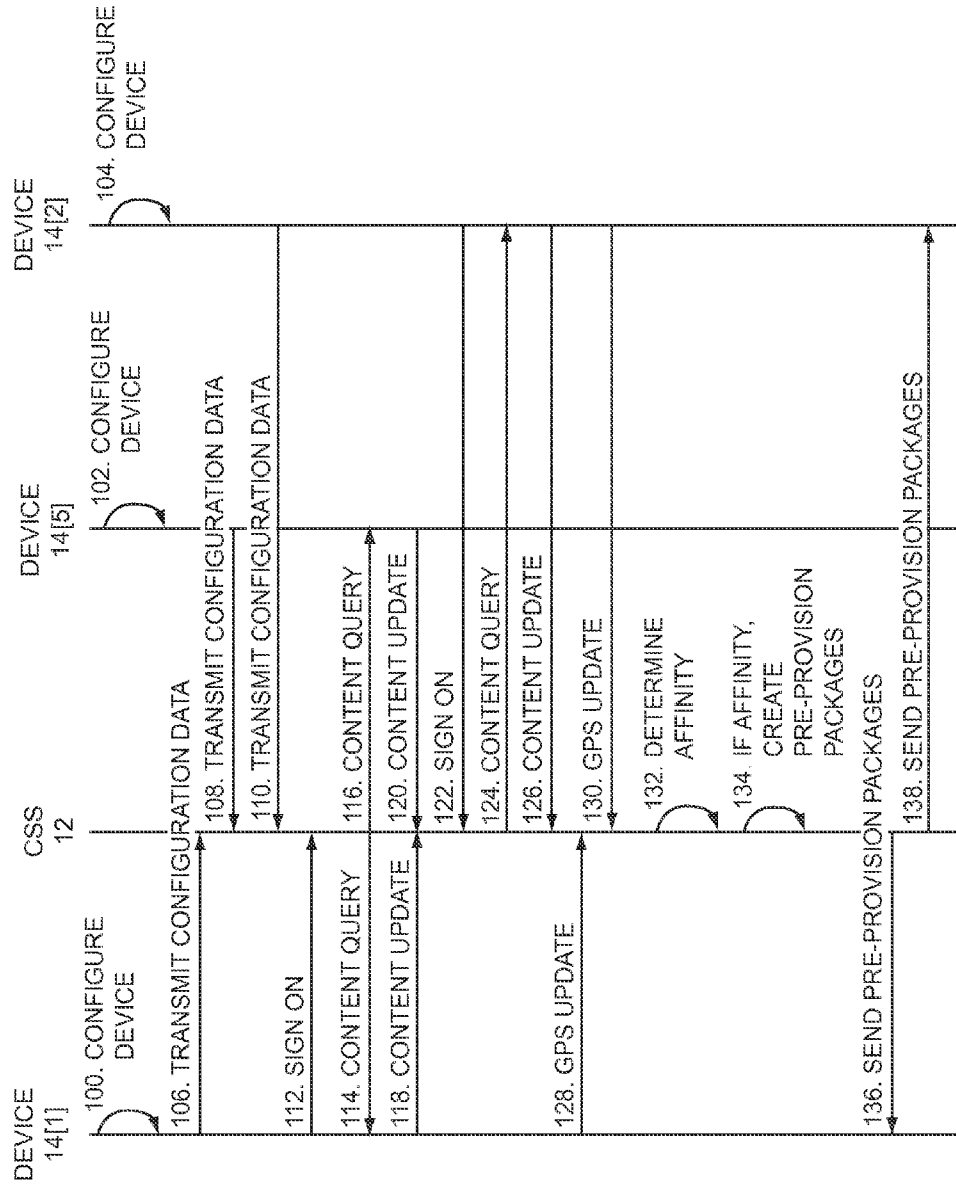 DEVICE
14[1]
CSS
12
DEVICE
14[5]
DEVICE
14[2]
100. CONFIGURE
DEVICE
102. CONFIGURE
DEVICE
104. CONFIGURE
DEVICE
106. TRANSMIT CONFIGURATION DATA
108. TRANSMIT CONFIGURATION DATA
110. TRANSMIT CONFIGURATION DATA
112. SIGN ON
114. CONTENT QUERY
116. CONTENT QUERY
118. CONTENT UPDATE
120. CONTENT UPDATE
122. SIGN ON
124. CONTENT QUERY
126. CONTENT UPDATE
128. GPS UPDATE
130. GPS UPDATE
132. DETERMINE
AFFINITY
134. IF AFFINITY,
CREATE
PRE-PROVISION
PACKAGES
136. SEND PRE-PROVISION PACKAGES
138. SEND PRE-PROVISION PACKAGES